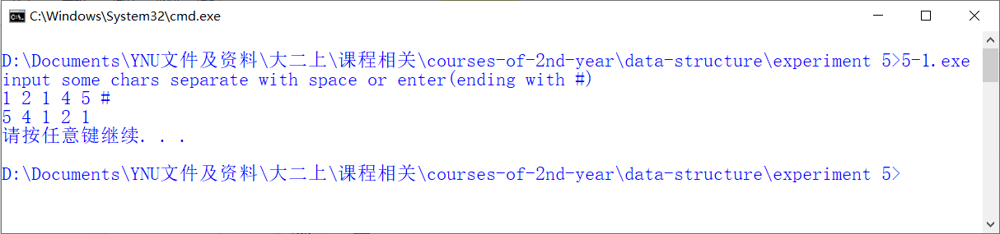 C:\Windows\System32\cmd.exe
D:\Documents\YNU文件及资料\大二上\课程相关\courses-of-2nd-year\data-structure\experiment 5>5-1.exe
input some chars separate with space or enter(ending with #)
1 2 1 4 5 #
5 4 1 2 1
请按任意键继续. . .
D:\Documents\YNU文件及资料\大二上\课程相关\courses-of-2nd-year\data-structure\experiment 5>